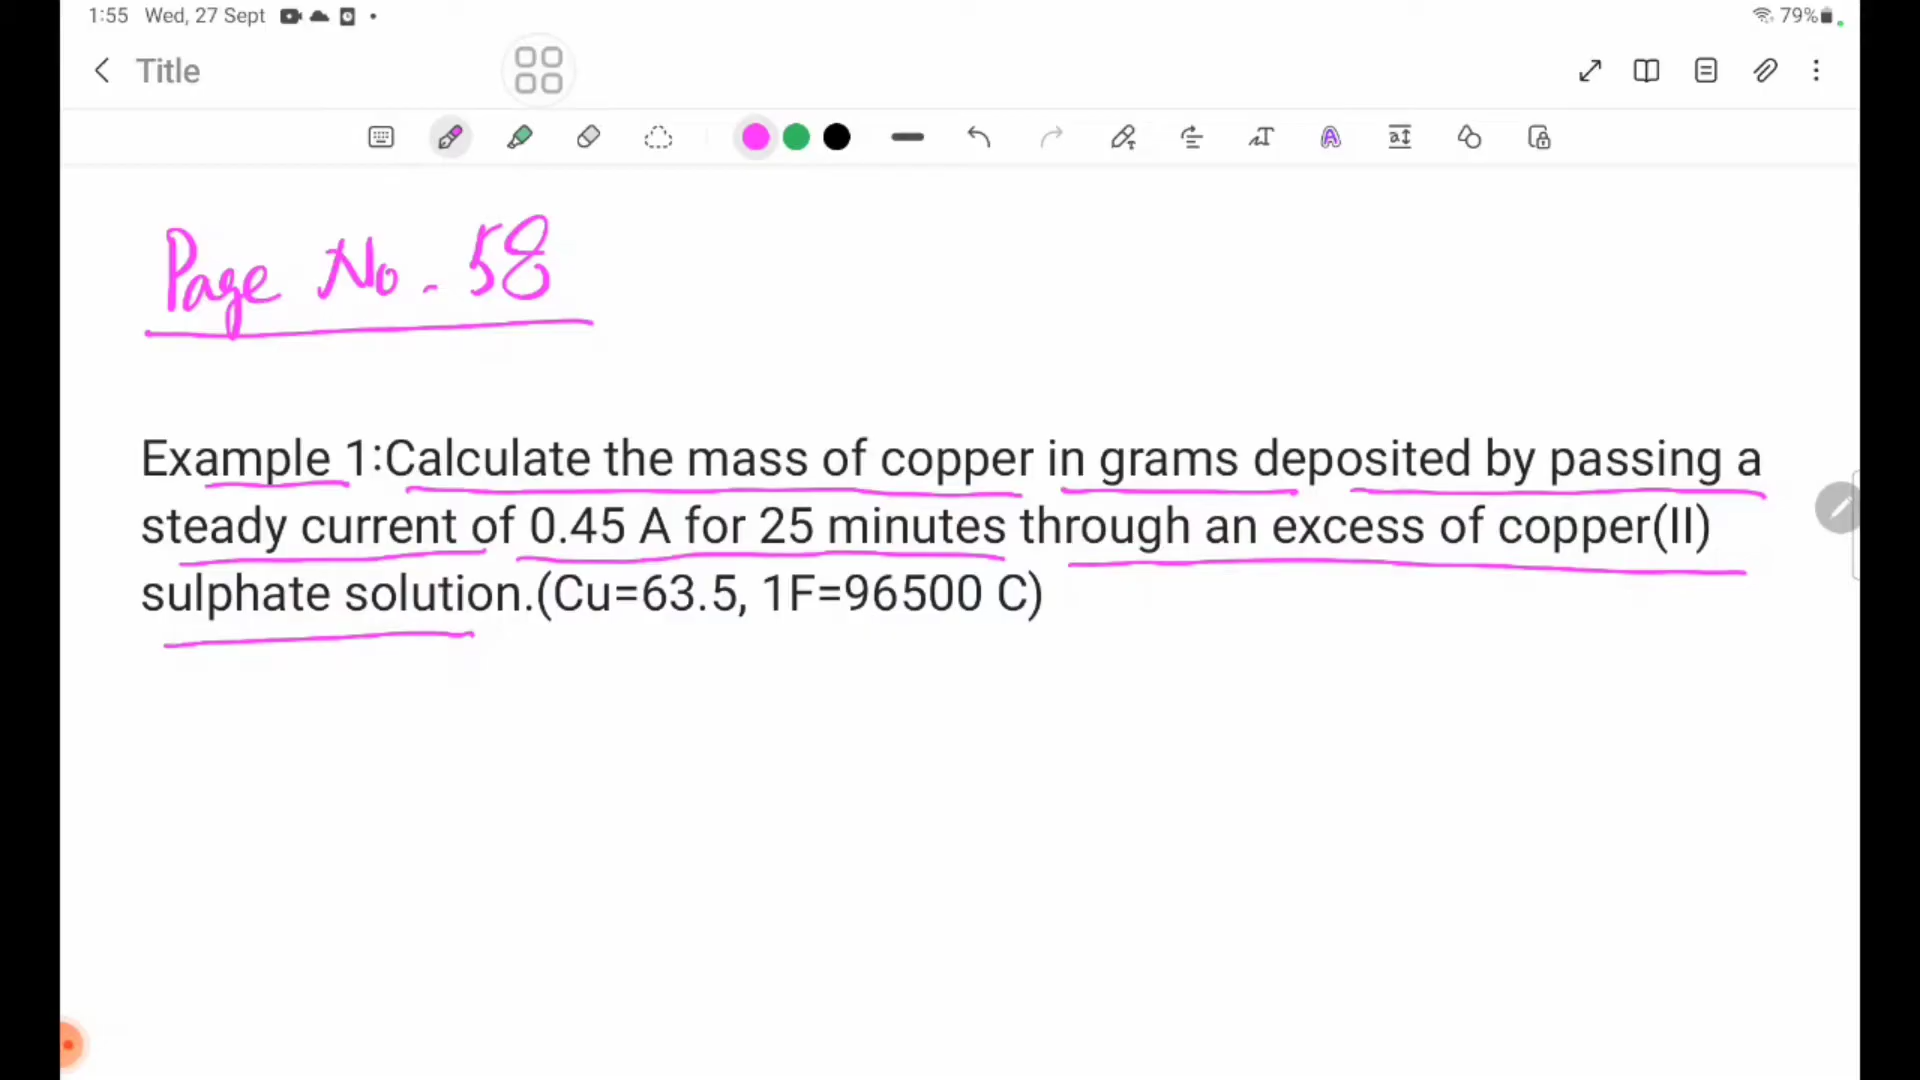 1:55 Wed, 27 Sept 79%
Title
Page No. 58
Example 1:Calculate the mass of copper in grams deposited by passing a
steady current of 0.45 A for 25 minutes through an excess of copper(II)
sulphate solution.(Cu=63.5, 1F=96500 C)